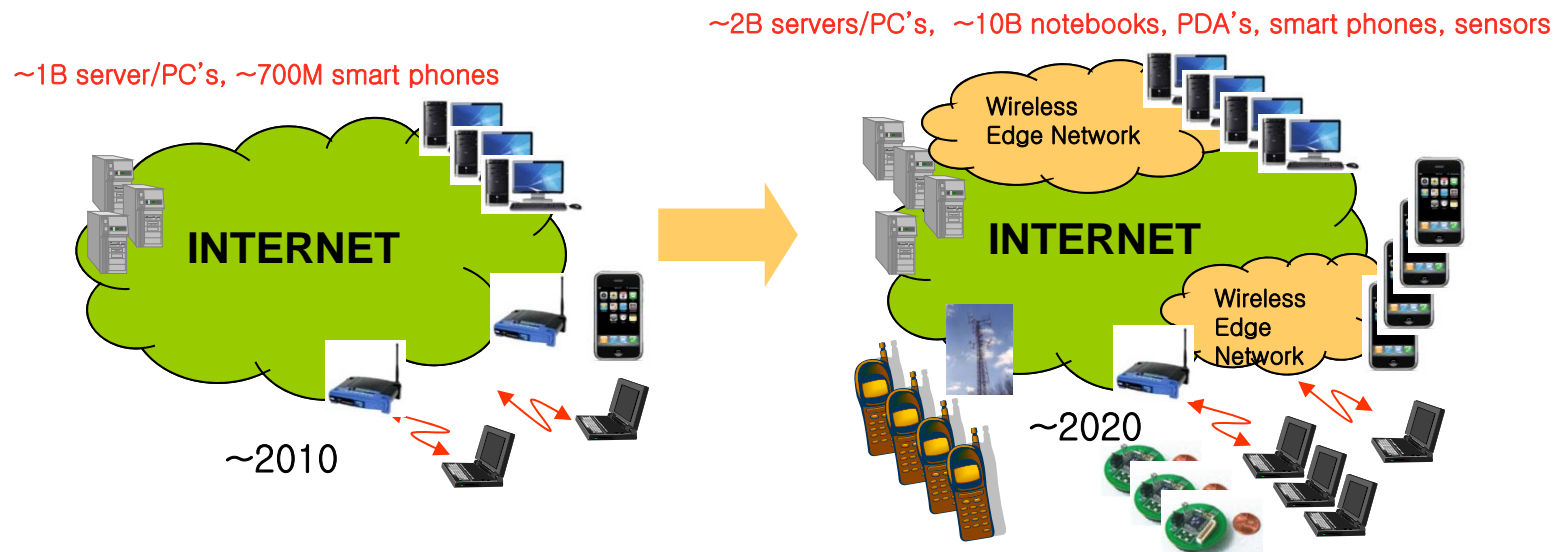 ~2B servers/PC's, ~10B notebooks, PDA's, smart phones, sensors
~1B server/PC's, ~700M smart phones
Wireless
Edge Network
INTERNET
INTERNET
Wireless
Edge
Network
~2010
~2020